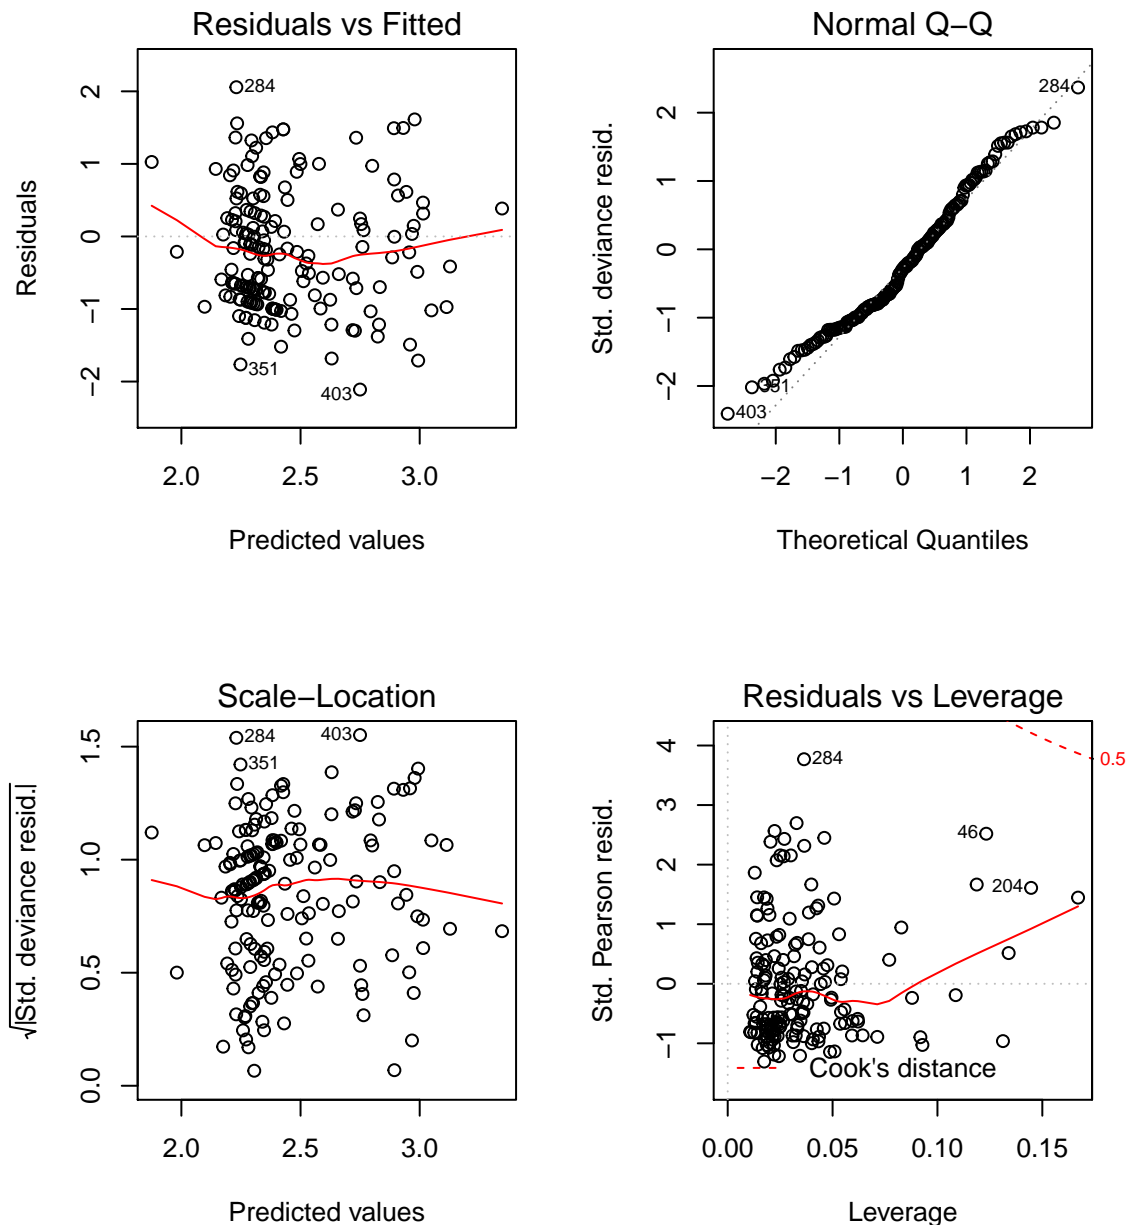 Residuals vs Fitted
Residuals
2
1
0
−1
−2
284
351
403
2.0 2.5 3.0
Predicted values
Normal Q−Q
Std. deviance resid.
2
1
0
−1
−2
284
351
403
−2 −1 0 1 2
Theoretical Quantiles
Scale−Location
√|Std. deviance resid.|
1.5
1.0
0.5
0.0
284
403
351
2.0 2.5 3.0
Predicted values
Residuals vs Leverage
Std. Pearson resid.
4
3
2
1
0
−1
284
0.5
46
204
Cook's distance
0.00 0.05 0.10 0.15
Leverage